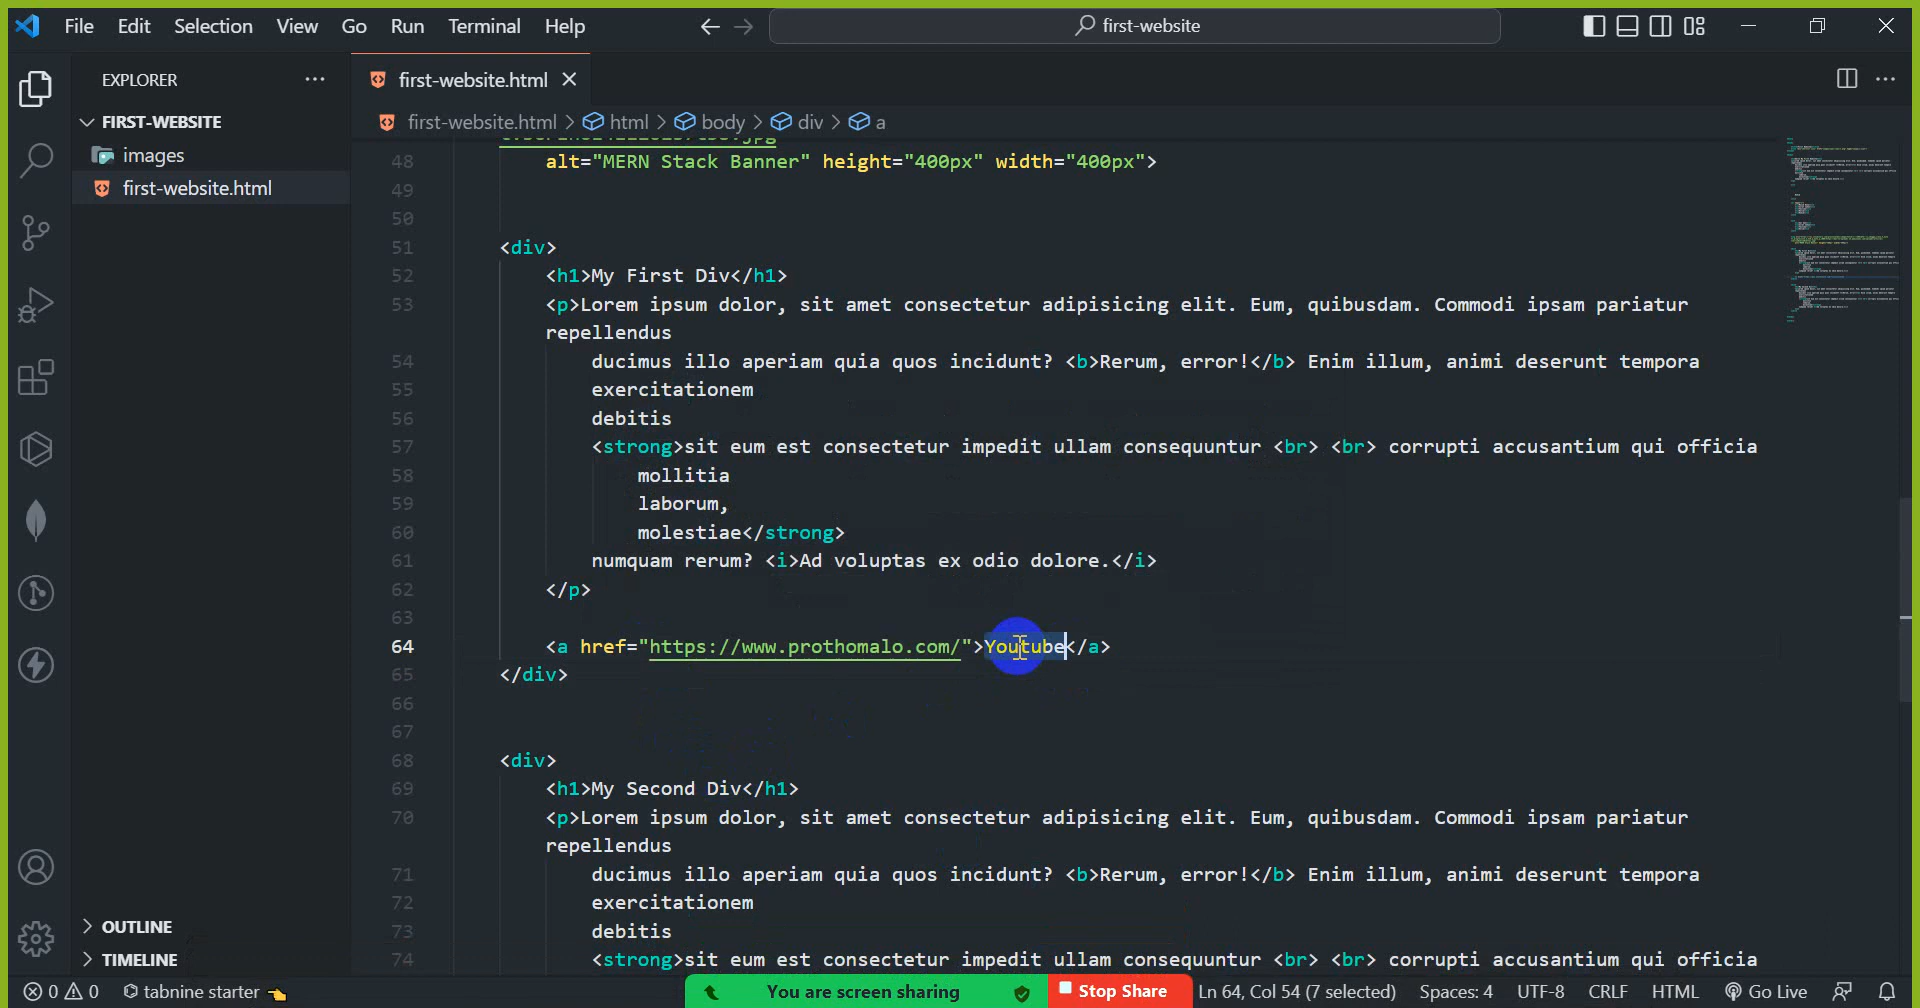 File Edit Selection View Go Run Terminal Help
first-website
EXPLORER
first-website.html
FIRST-WEBSITE
images
first-website.html
first-website.html > html > body > div > a
48 alt="MERN Stack Banner" height="400px" width="400px">
49
50
51 <div>
52 <h1>My First Div</h1>
53 <p>Lorem ipsum dolor, sit amet consectetur adipisicing elit. Eum, quibusdam. Commodi ipsam pariatur
repellendus
54 ducimus illo aperiam quia quos incidunt? <b>Rerum, error!</b> Enim illum, animi deserunt tempora
55 exercitationem
56 debitis
57 <strong>sit eum est consectetur impedit ullam consequuntur <br> <br> corrupti accusantium qui officia
58 mollitia
59 laborum,
60 molestiae</strong>
61 numquam rerum? <i>Ad voluptas ex odio dolore.</i>
62 </p>
63
64 <a href="https://www.prothomalo.com/">Youtube</a>
65 </div>
66
67
68 <div>
69 <h1>My Second Div</h1>
70 <p>Lorem ipsum dolor, sit amet consectetur adipisicing elit. Eum, quibusdam. Commodi ipsam pariatur
repellendus
71 ducimus illo aperiam quia quos incidunt? <b>Rerum, error!</b> Enim illum, animi deserunt tempora
72 exercitationem
73 debitis
74 <strong>sit eum est consectetur impedit ullam consequuntur <br> <br> corrupti accusantium qui officia
OUTLINE
TIMELINE
0 0 tabnine starter
You are screen sharing
Stop Share
Ln 64, Col 54 (7 selected) Spaces: 4 UTF-8 CRLF HTML Go Live